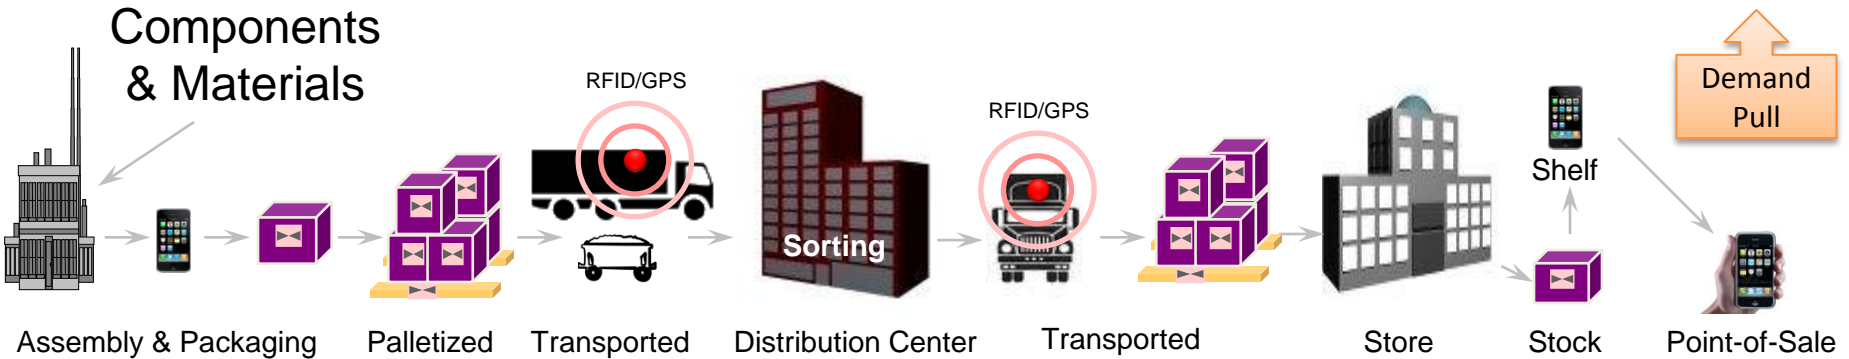 Components
& Materials
RFID/GPS
RFID/GPS
Demand
Pull
Shelf
Sorting
Assembly & Packaging
Palletized
Transported
Distribution Center
Transported
Store
Stock
Point-of-Sale